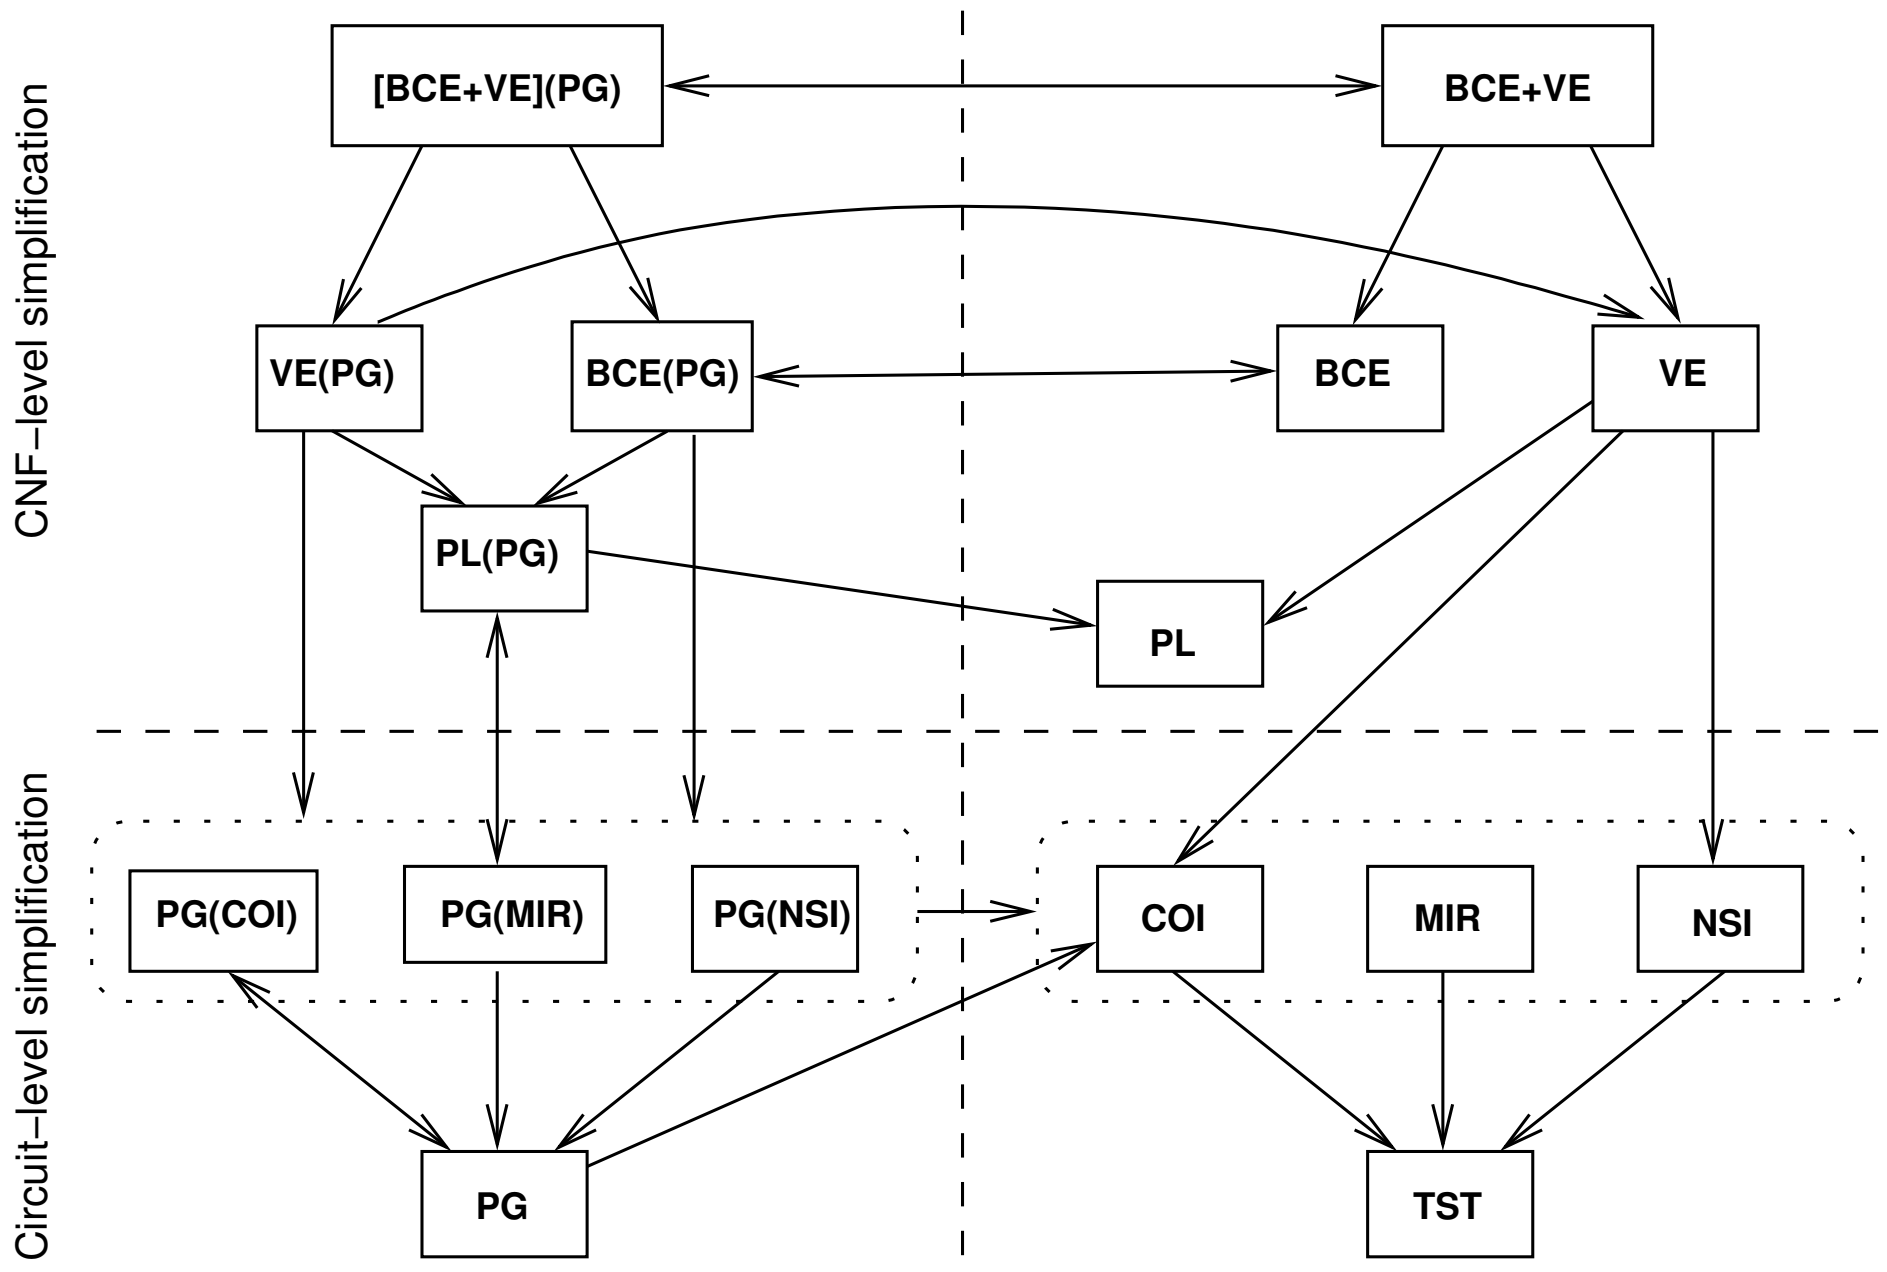 [BCE+VE](PG)
BCE+VE
CNF–level simplification
VE(PG)
BCE(PG)
BCE
VE
PL(PG)
PL
Circuit–level simplification
PG(COI)
PG(MIR)
PG(NSI)
COI
MIR
NSI
PG
TST